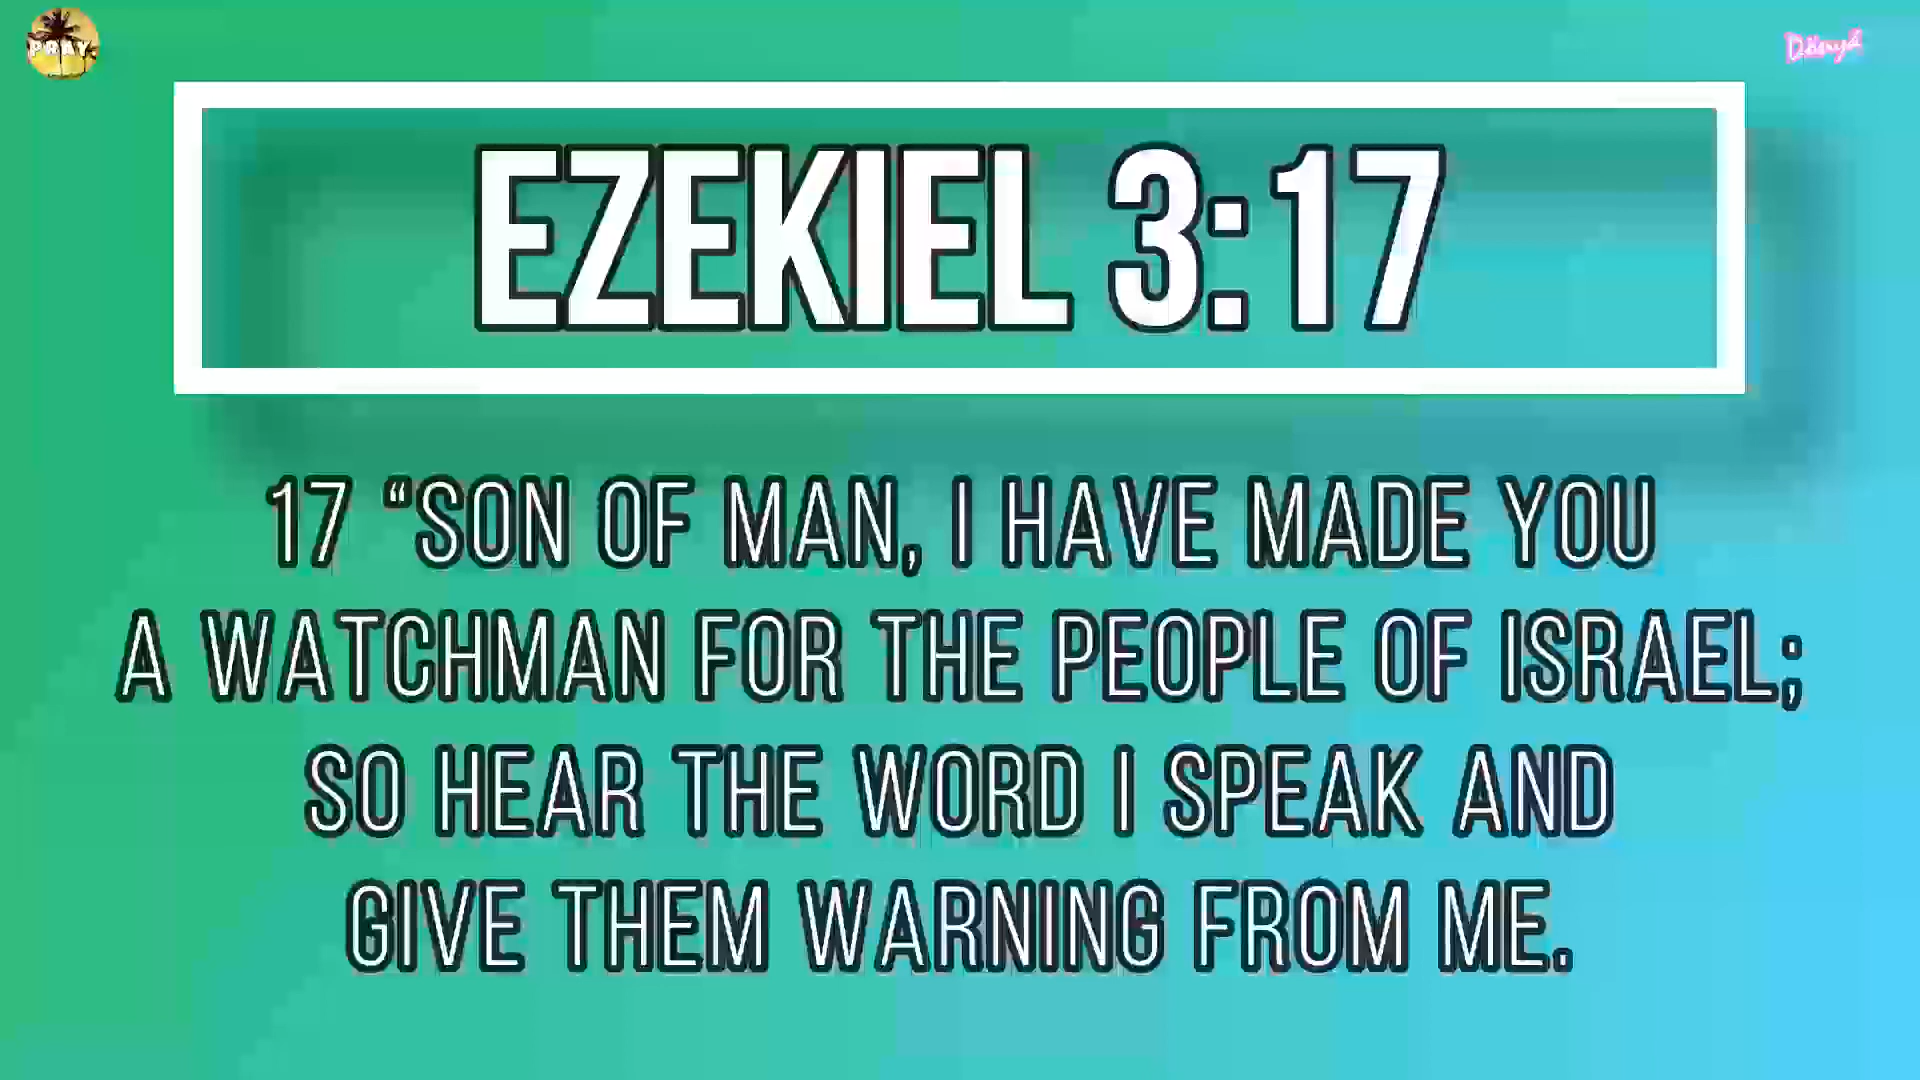 PRAY.
EZEKIEL 3:17
17 “SON OF MAN, I HAVE MADE YOU
A WATCHMAN FOR THE PEOPLE OF ISRAEL;
SO HEAR THE WORD I SPEAK AND
GIVE THEM WARNING FROM ME.